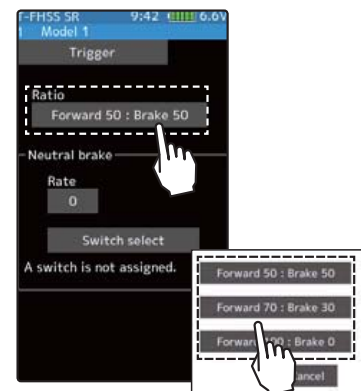 T-FHSS SR 9:42 6.6V
1 Model 1
Trigger
Ratio
Forward 50 : Brake 50
Neutral brake
Rate
0
Switch select
A switch is not assigned.
Forward 50 : Brake 50
Forward 70 : Brake 30
: Brake 0